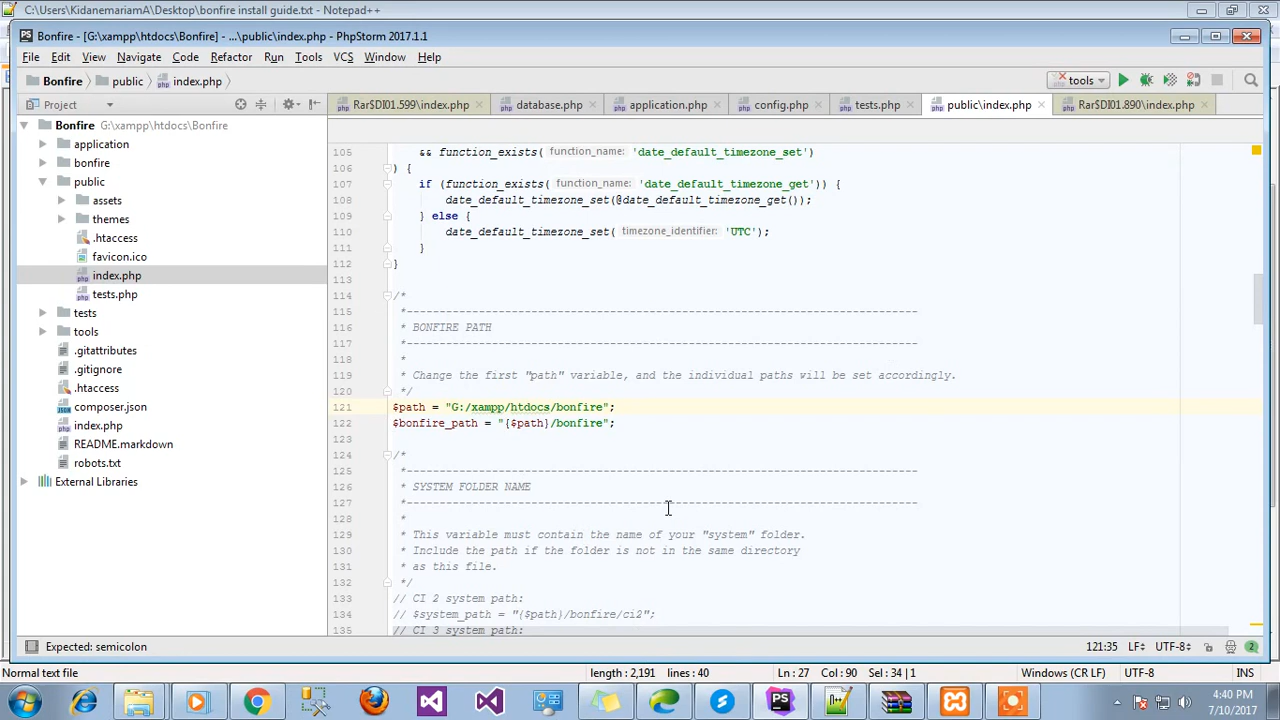 C:\Users\KidanemariamA\Desktop\bonfire install guide.txt - Notepad++
Bonfire - [G:\xampp\htdocs\Bonfire] - ...\public\index.php - PhpStorm 2017.1.1
File Edit View Navigate Code Refactor Run Tools VCS Window Help
Bonfire public index.php tools
Project Rar$DI01.599\index.php database.php application.php config.php tests.php public\index.php Rar$DI01.890\index.php
Bonfire G:\xampp\htdocs\Bonfire
application
bonfire
public
assets
themes
.htaccess
favicon.ico
index.php
tests.php
tests
tools
.gitattributes
.gitignore
.htaccess
composer.json
index.php
README.markdown
robots.txt
External Libraries
105 && function_exists( function_name: 'date_default_timezone_set')
106 ) {
107 if (function_exists( function_name: 'date_default_timezone_get')) {
108 date_default_timezone_set(@date_default_timezone_get());
109 } else {
110 date_default_timezone_set( timezone_identifier: 'UTC');
111 }
112 }
113
114 /*
115 *------------------------------------------------------------------------------
116 * BONFIRE PATH
117 *------------------------------------------------------------------------------
118 *
119 * Change the first "path" variable, and the individual paths will be set accordingly.
120 */
121 $path = "G:/xampp/htdocs/bonfire";
122 $bonfire_path = "{$path}/bonfire";
123
124 /*
125 *------------------------------------------------------------------------------
126 * SYSTEM FOLDER NAME
127 *------------------------------------------------------------------------------
128 *
129 * This variable must contain the name of your "system" folder.
130 * Include the path if the folder is not in the same directory
131 * as this file.
132 */
133 // CI 2 system path:
134 // $system_path = "{$path}/bonfire/ci2";
135 // CI 3 system path:
Expected: semicolon 121:35 LF÷ UTF-8÷ 2
Normal text file length : 2,191 lines : 40 Ln : 27 Col : 90 Sel : 34 | 1 Windows (CR LF) UTF-8 INS
4:40 PM
7/10/2017